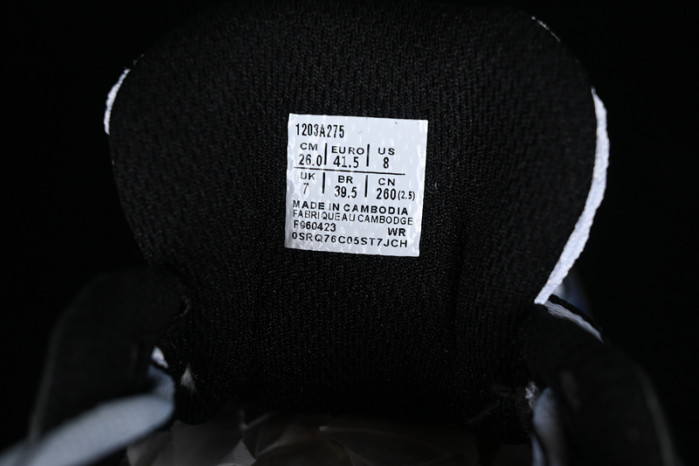 1203A275
CM EURO US
26.0 41.5 8
UK BR CN
7 39.5 260(2.5)
MADE IN CAMBODIA
FABRIQUE AU CAMBODGE
F960423 WR
0SRQ76C05ST7JCH